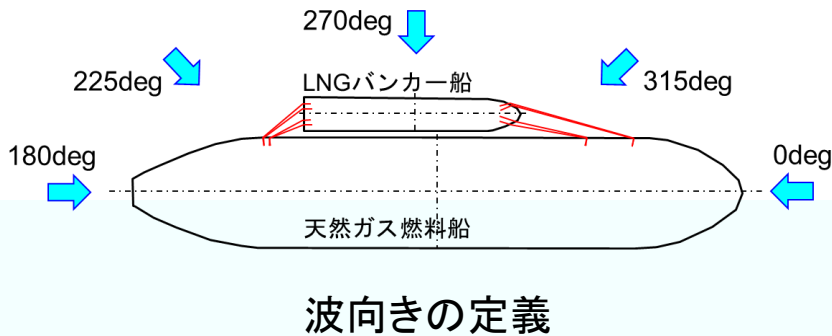 270deg
225deg
LNGバンカー船
315deg
180deg
0deg
天然ガス燃料船
波向きの定義